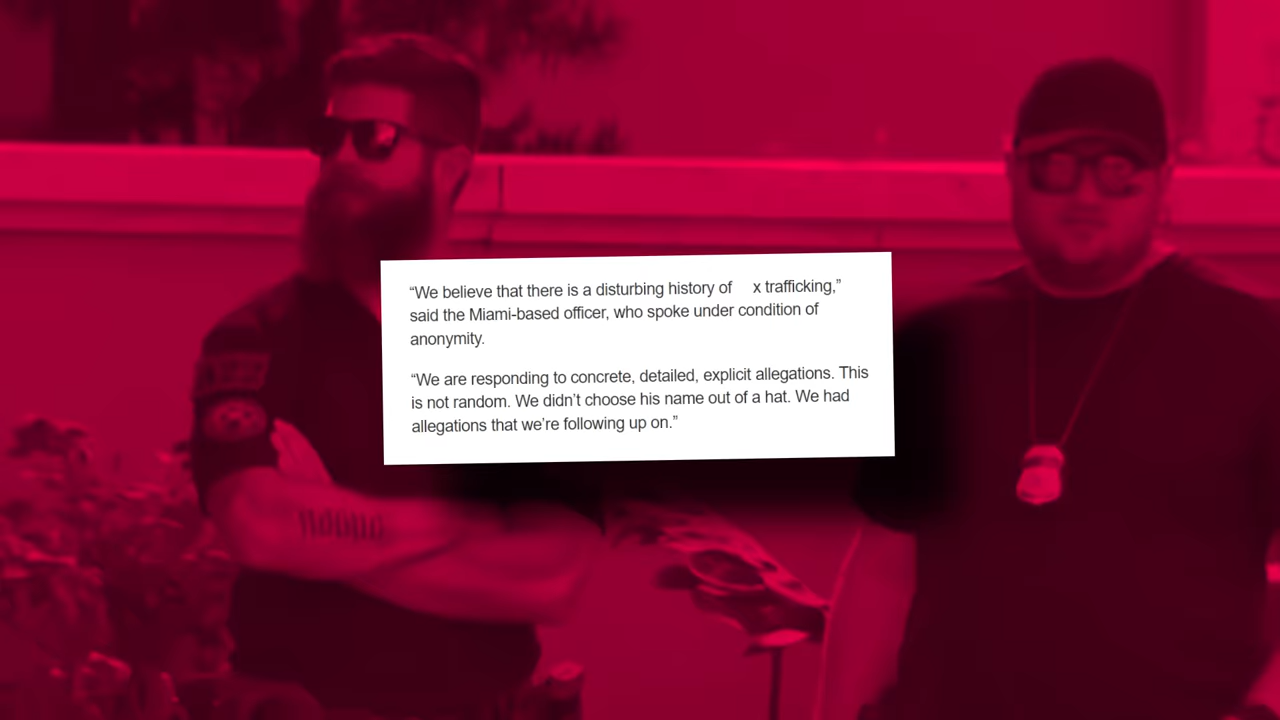 “We believe that there is a disturbing history of x trafficking,”
said the Miami-based officer, who spoke under condition of
anonymity.
“We are responding to concrete, detailed, explicit allegations. This
is not random. We didn’t choose his name out of a hat. We had
allegations that we’re following up on.”